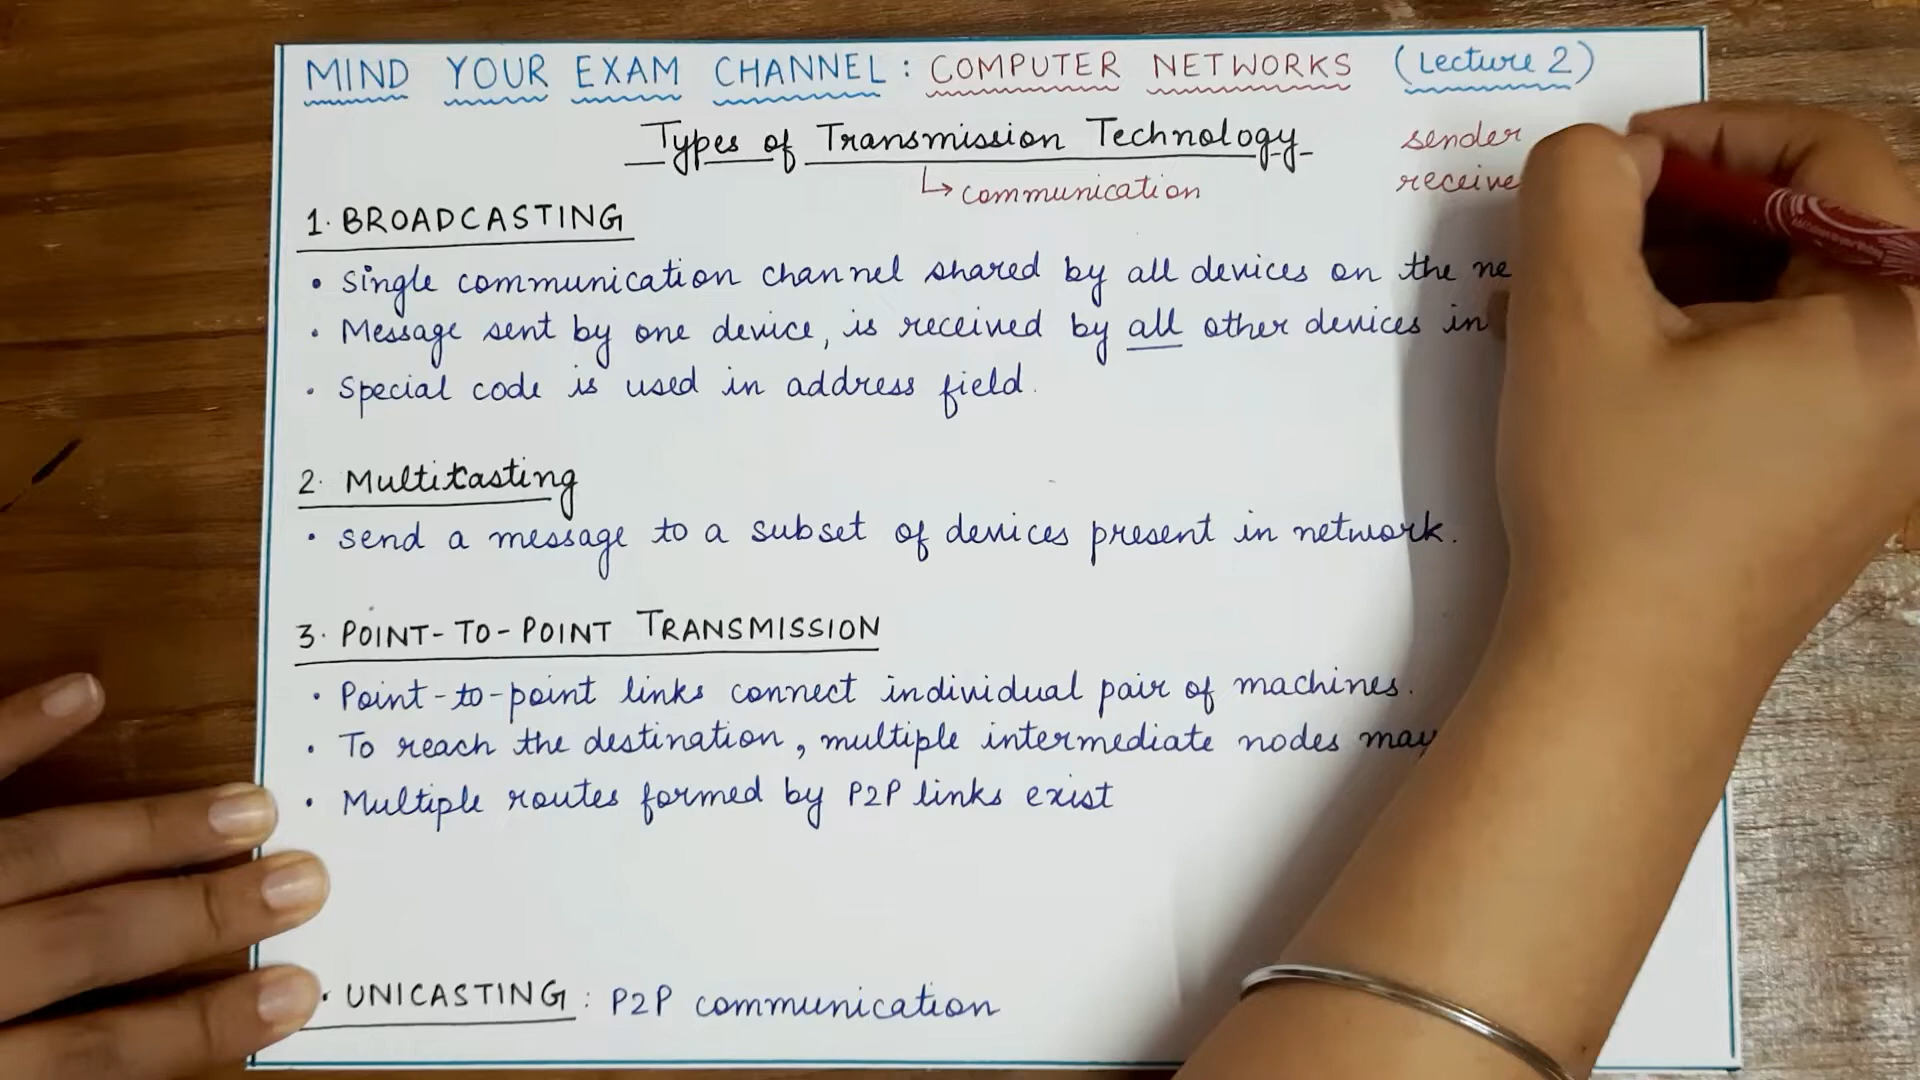 MIND YOUR EXAM CHANNEL : COMPUTER NETWORKS (Lecture 2)
Types of Transmission Technology
sender
↳ communication
receive
1. BROADCASTING
• Single communication channel shared by all devices on the ne
• Message sent by one device, is received by all other devices in
• Special code is used in address field.
2. Multicasting
• send a message to a subset of devices present in network.
3. POINT-TO-POINT TRANSMISSION
• Point-to-point links connect individual pair of machines.
• To reach the destination, multiple intermediate nodes may
• Multiple routes formed by P2P links exist
• UNICASTING : P2P communication